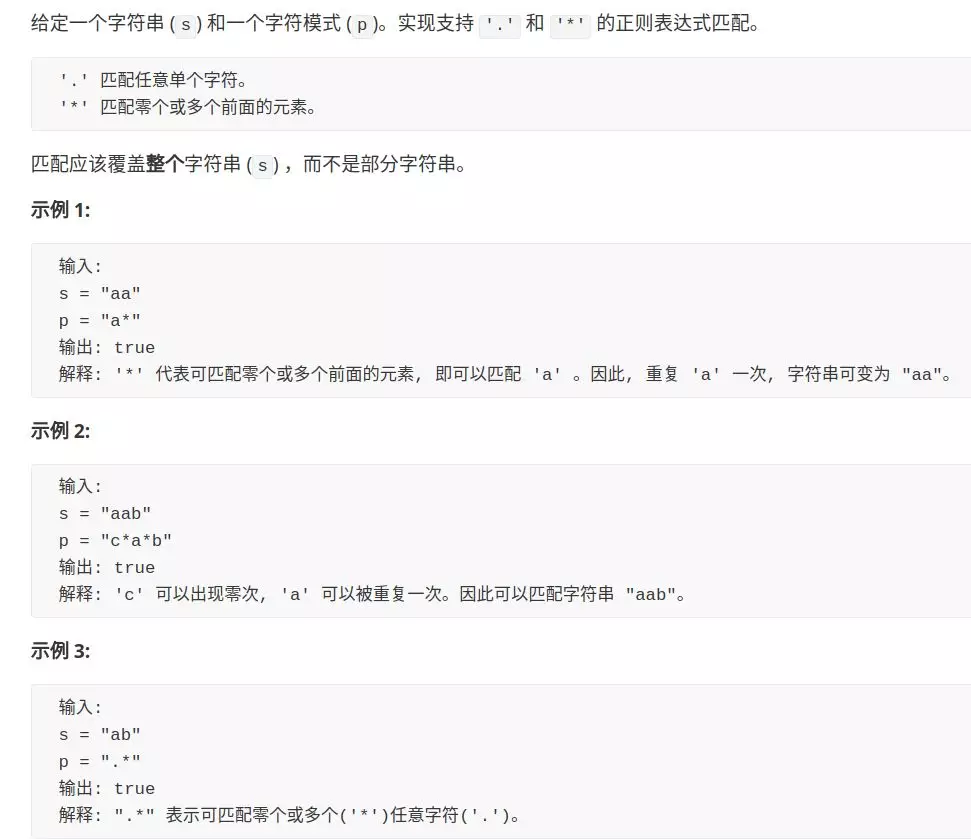 给定一个字符串 (s) 和一个字符模式 (p)。实现支持 '.' 和 '*' 的正则表达式匹配。
'.' 匹配任意单个字符。
'*' 匹配零个或多个前面的元素。
匹配应该覆盖整个字符串 (s) ，而不是部分字符串。
示例 1:
输入:
s = "aa"
p = "a*"
输出: true
解释: '*' 代表可匹配零个或多个前面的元素, 即可以匹配 'a' 。因此, 重复 'a' 一次, 字符串可变为 "aa"。
示例 2:
输入:
s = "aab"
p = "c*a*b"
输出: true
解释: 'c' 可以出现零次, 'a' 可以被重复一次。因此可以匹配字符串 "aab"。
示例 3:
输入:
s = "ab"
p = ".*"
输出: true
解释: ".*" 表示可匹配零个或多个('*')任意字符('.')。